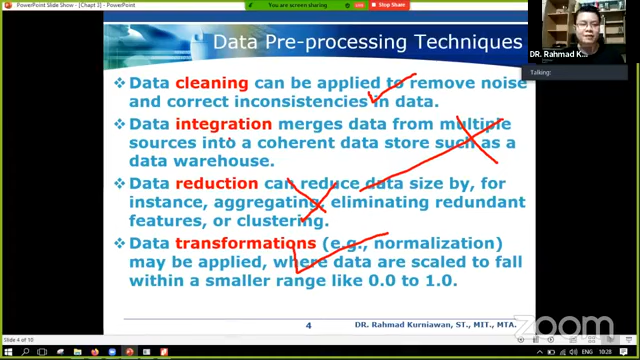 PowerPoint Slide Show - [Chapt 3]
You are screen sharing
Stop Share
Data Pre-processing Techniques
DR. Rahmad K...
Talking:
Data cleaning can be applied to remove noise
and correct inconsistencies in data.
Data integration merges data from multiple
sources into a coherent data store such as a
data warehouse.
Data reduction can reduce data size by, for
instance, aggregating, eliminating redundant
features, or clustering.
Data transformations (e.g., normalization)
may be applied, where data are scaled to fall
within a smaller range like 0.0 to 1.0.
4
DR. Rahmad Kurniawan, ST., MIT., MTA.
zoom
Slide 4 of 10
ENG
10:28